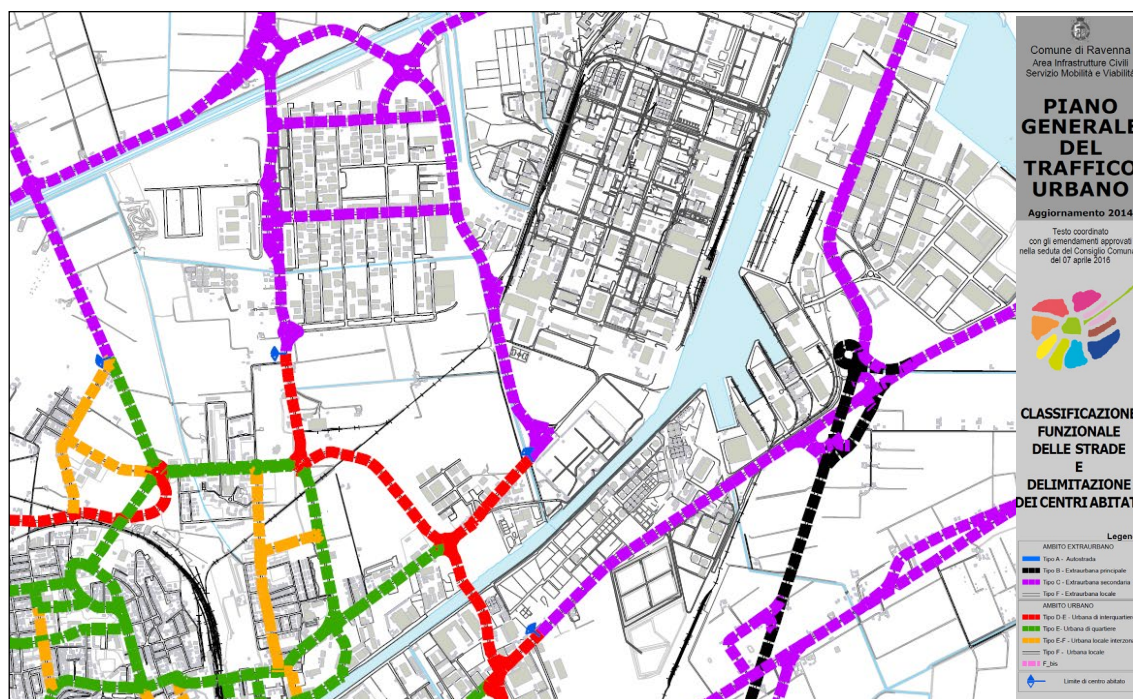 Comune di Ravenna
Area Infrastrutture Civili
Servizio Mobilità e Viabilità
PIANO
GENERALE
DEL
TRAFFICO
URBANO
Aggiornamento 2014
Testo coordinato
con gli emendamenti approvati
nella seduta del Consiglio Comuna
del 07 aprile 2016
CLASSIFICAZIONE
FUNZIONALE
DELLE STRADE
E
DELIMITAZIONE
DEI CENTRI ABITAT
Legen
AMBITO EXTRAURBANO
Tipo A - Autostrada
Tipo B - Extraurbana principale
Tipo C - Extraurbana secondaria
Tipo F - Extraurbana locale
AMBITO URBANO
Tipo D-E - Urbana di interquartiere
Tipo E- Urbana di quartiere
Tipo E-F - Urbana locale interzona
Tipo F - Urbana locale
F_bis
Limite di centro abitato